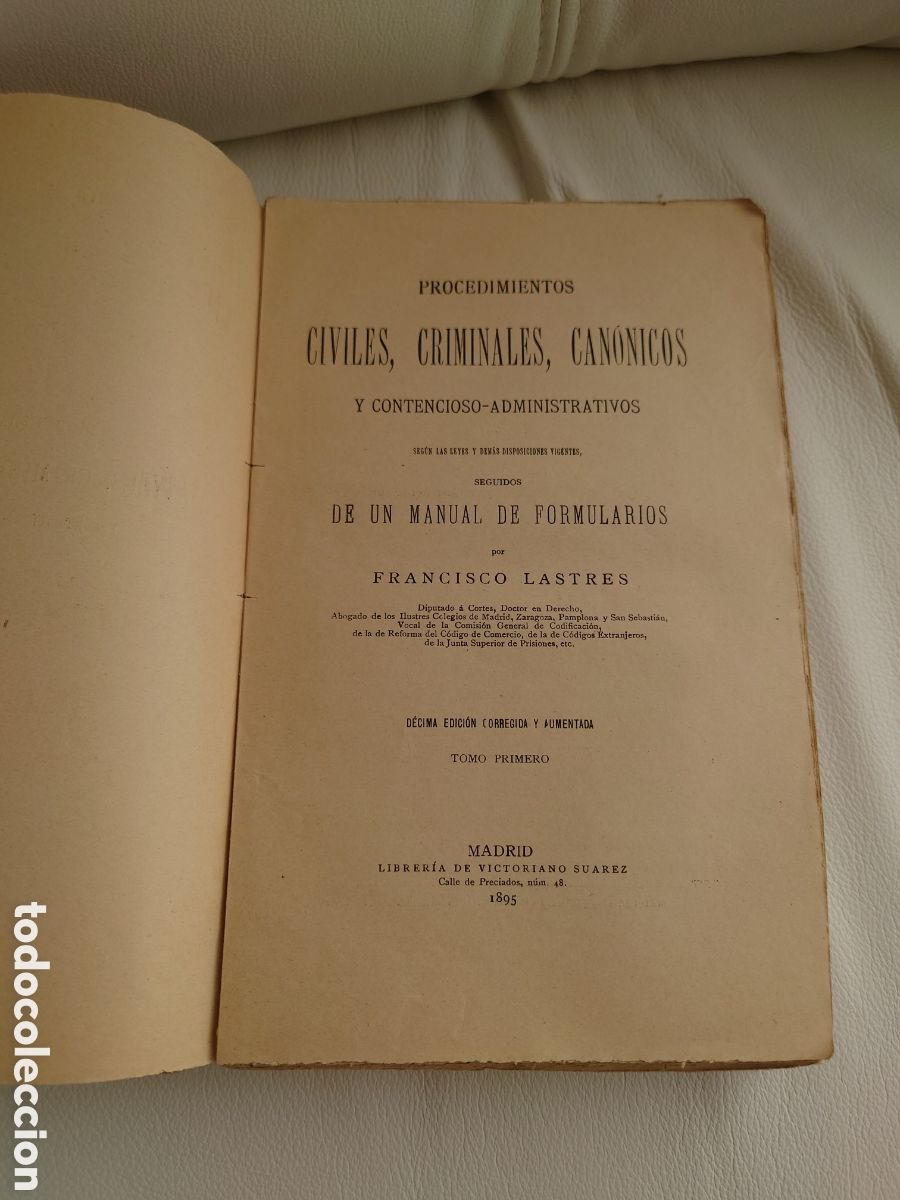 PROCEDIMIENTOS
CIVILES, CRIMINALES, CANÓNICOS
Y CONTENCIOSO-ADMINISTRATIVOS
SEGÚN LAS LEYES Y DEMÁS DISPOSICIONES VIGENTES,
SEGUIDOS
DE UN MANUAL DE FORMULARIOS
por
FRANCISCO LASTRES
Diputado á Cortes, Doctor en Derecho,
Abogado de los Ilustres Colegios de Madrid, Zaragoza, Pamplona y San Sebastián,
Vocal de la Comisión General de Codificación,
de la de Reforma del Código de Comercio, de la de Códigos Extranjeros,
de la Junta Superior de Prisiones, etc.
DÉCIMA EDICIÓN CORREGIDA Y AUMENTADA
TOMO PRIMERO
MADRID
LIBRERÍA DE VICTORIANO SUAREZ
Calle de Preciados, núm. 48.
1895
todocoleccion